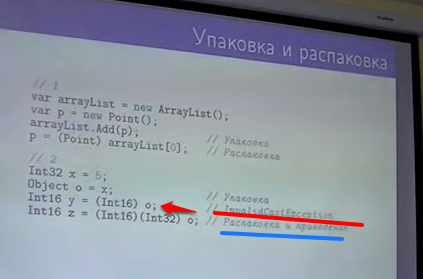 Упаковка и распаковка
// 1
var arrayList = new ArrayList();
var p = new Point();
arrayList.Add(p); // Упаковка
p = (Point) arrayList[0]; // Распаковка
// 2
Int32 x = 5;
Object o = x; // Упаковка
Int16 y = (Int16) o; // InvalidCastException
Int16 z = (Int16)(Int32) o; // Распаковка и приведение